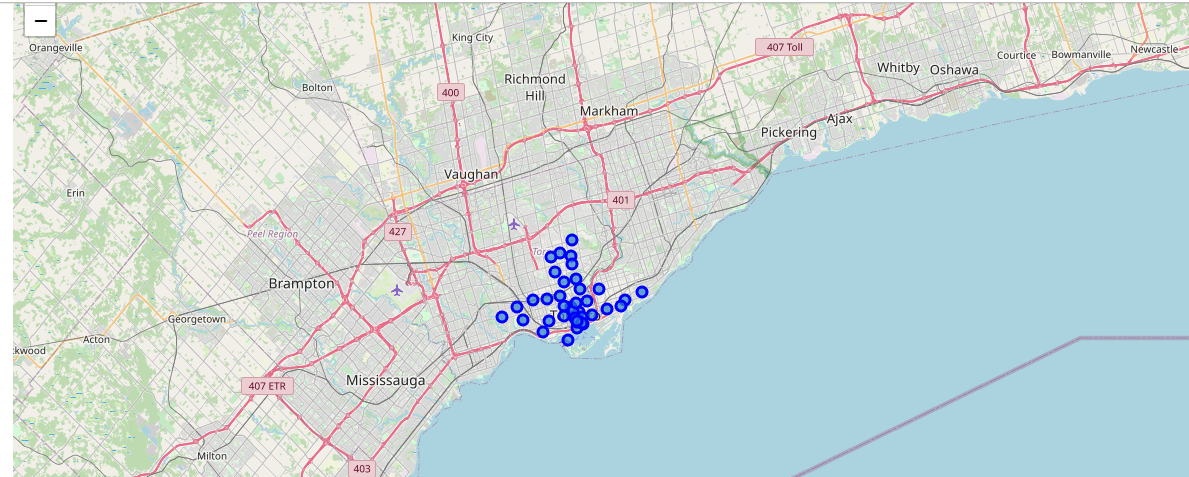 −
Orangeville
King City
407 Toll
Courtice
Bowmanville
Newcastle
Whitby
Oshawa
Richmond
Hill
Bolton
400
Markham
Ajax
Pickering
Vaughan
Erin
401
Peel Region
427
Brampton
Georgetown
Acton
ckwood
Mississauga
407 ETR
Milton
403